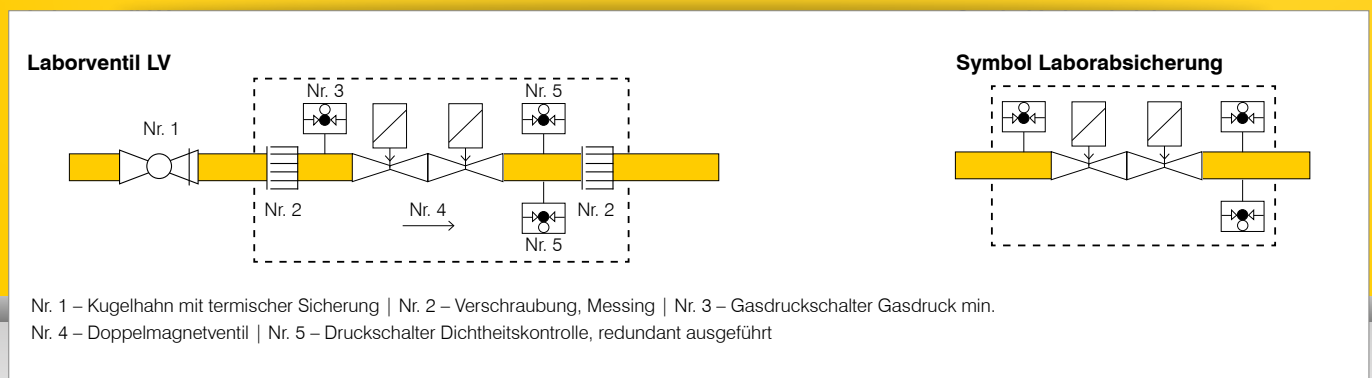 Laborventil LV
Symbol Laborabsicherung
Nr. 3
Nr. 5
Nr. 1
Nr. 2
Nr. 4
Nr. 2
Nr. 5
Nr. 1 – Kugelhahn mit termischer Sicherung | Nr. 2 – Verschraubung, Messing | Nr. 3 – Gasdruckschalter Gasdruck min.
Nr. 4 – Doppelmagnetventil | Nr. 5 – Druckschalter Dichtheitskontrolle, redundant ausgeführt